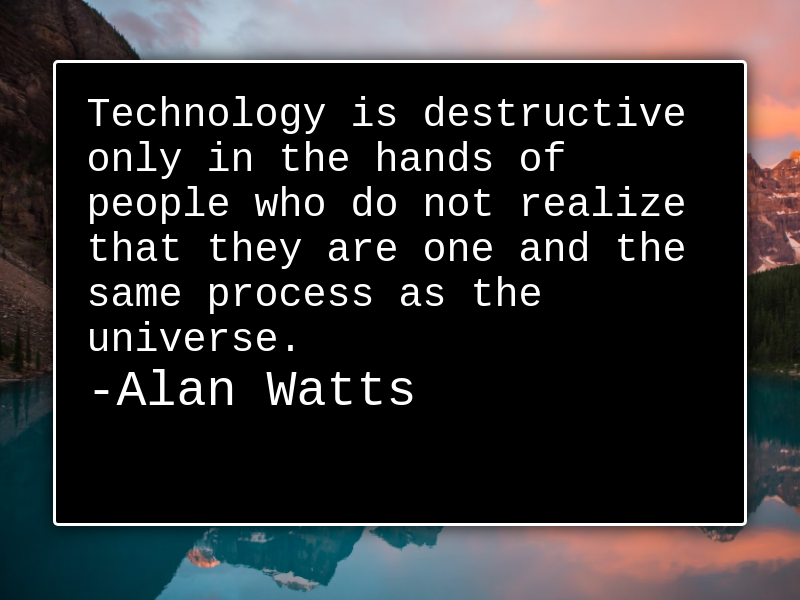 Technology is destructive
only in the hands of
people who do not realize
that they are one and the
same process as the
universe.
-Alan Watts